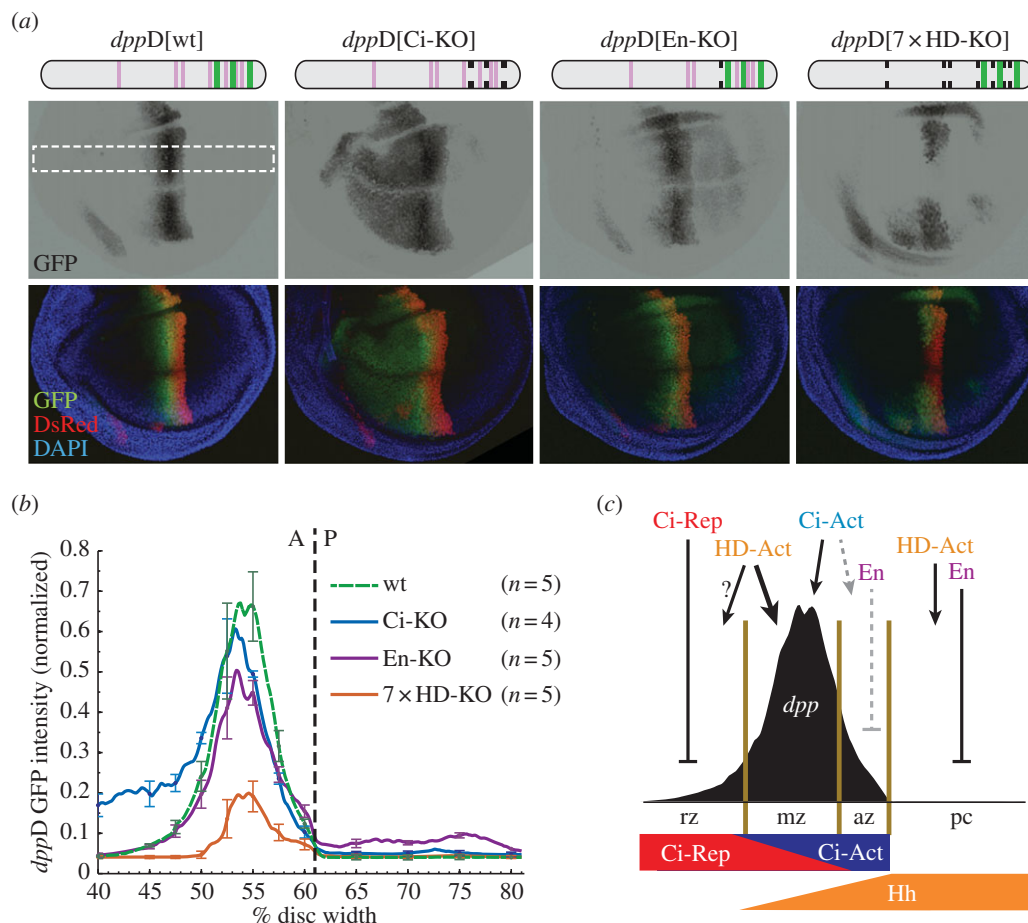 (a)
dppD[wt]
dppD[Ci-KO]
dppD[En-KO]
dppD[7 × HD-KO]
GFP
GFP
DsRed
DAPI
(b)
dppD GFP intensity (normalized)
0.8
0.7
0.6
0.5
0.4
0.3
0.2
0.1
0
A P
wt (n = 5)
Ci-KO (n = 4)
En-KO (n = 5)
7 × HD-KO (n = 5)
40 45 50 55 60 65 70 75 80
% disc width
(c)
Ci-Rep
Ci-Act
HD-Act
HD-Act
En
En
?
dpp
rz mz az pc
Ci-Rep Ci-Act
Hh